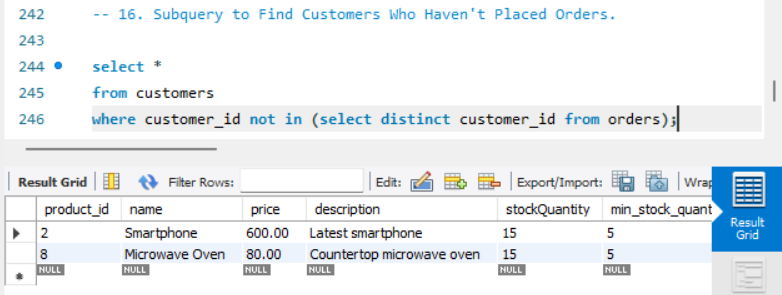 242 -- 16. Subquery to Find Customers Who Haven't Placed Orders.
243
244 select *
245 from customers
246 where customer_id not in (select distinct customer_id from orders);
Result Grid Filter Rows: Edit: Export/Import: Wrap
product_id name price description stockQuantity min_stock_quant
2 Smartphone 600.00 Latest smartphone 15 5
8 Microwave Oven 80.00 Countertop microwave oven 15 5
NULL NULL NULL NULL NULL NULL
Result
Grid